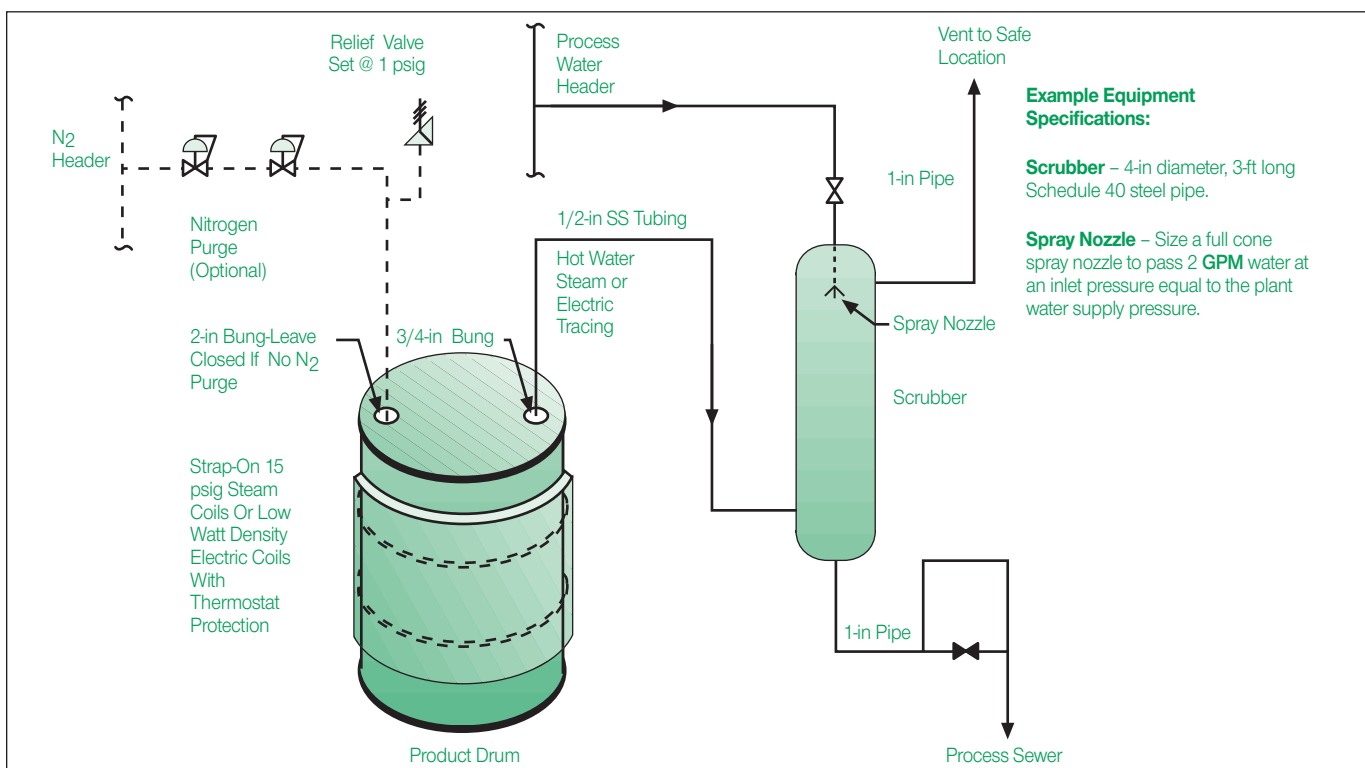 Relief Valve
Set @ 1 psig
Process
Water
Header
Vent to Safe
Location
Example Equipment
Specifications:
N2
Header
Scrubber – 4-in diameter, 3-ft long
Schedule 40 steel pipe.
1-in Pipe
Nitrogen
Purge
(Optional)
1/2-in SS Tubing
Hot Water
Steam or
Electric
Tracing
Spray Nozzle – Size a full cone
spray nozzle to pass 2 GPM water at
an inlet pressure equal to the plant
water supply pressure.
Spray Nozzle
2-in Bung-Leave
Closed If No N2
Purge
3/4-in Bung
Scrubber
Strap-On 15
psig Steam
Coils Or Low
Watt Density
Electric Coils
With
Thermostat
Protection
1-in Pipe
Product Drum
Process Sewer